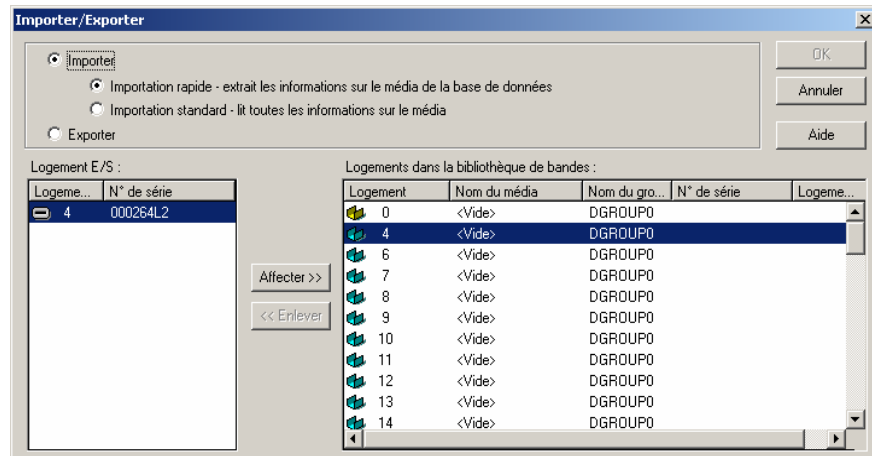 Importer/Exporter
Importer
Importation rapide - extrait les informations sur le média de la base de données
Importation standard - lit toutes les informations sur le média
Exporter
OK
Annuler
Aide
Logement E/S :
Logeme... N° de série
4 000264L2
Affecter >>
<< Enlever
Logements dans la bibliothèque de bandes :
Logement Nom du média Nom du gro... N° de série Logeme...
0 <Vide> DGROUP0
4 <Vide> DGROUP0
6 <Vide> DGROUP0
7 <Vide> DGROUP0
8 <Vide> DGROUP0
9 <Vide> DGROUP0
10 <Vide> DGROUP0
11 <Vide> DGROUP0
12 <Vide> DGROUP0
13 <Vide> DGROUP0
14 <Vide> DGROUP0